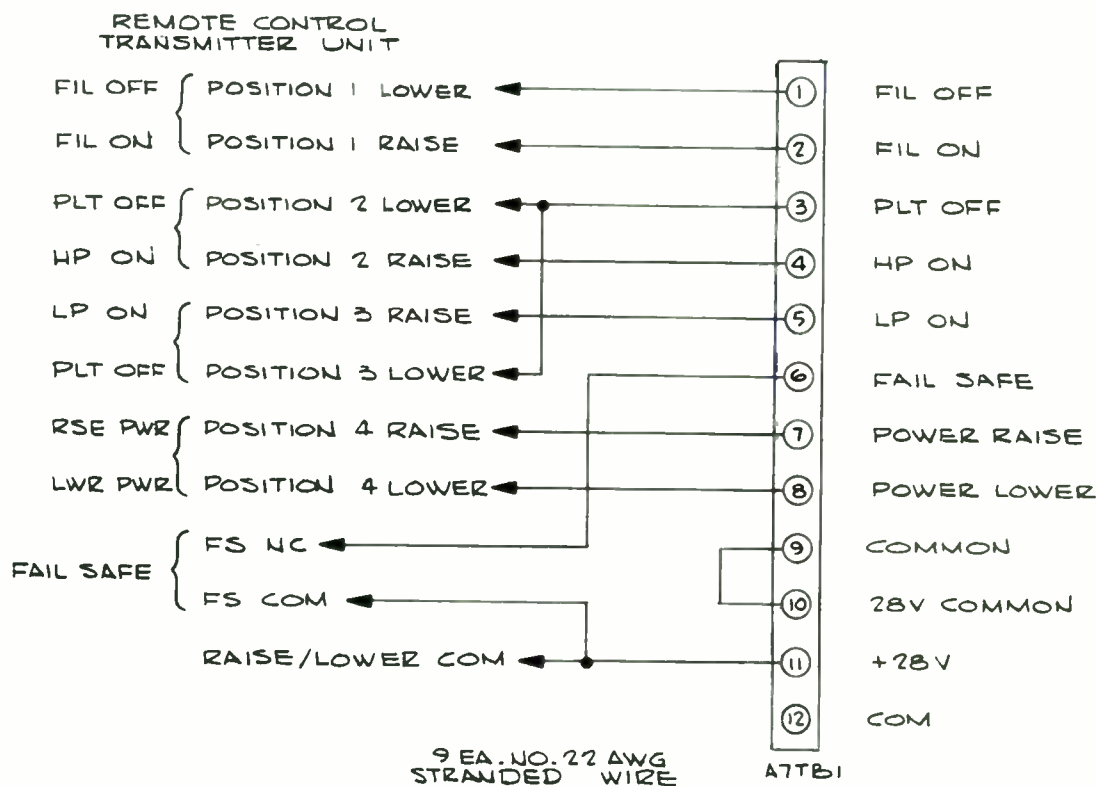 REMOTE CONTROL
TRANSMITTER UNIT
FIL OFF POSITION 1 LOWER 1 FIL OFF
FIL ON POSITION 1 RAISE 2 FIL ON
PLT OFF POSITION 2 LOWER 3 PLT OFF
HP ON POSITION 2 RAISE 4 HP ON
LP ON POSITION 3 RAISE 5 LP ON
PLT OFF POSITION 3 LOWER 6 FAIL SAFE
RSE PWR POSITION 4 RAISE 7 POWER RAISE
LWR PWR POSITION 4 LOWER 8 POWER LOWER
FS NC 9 COMMON
FAIL SAFE
FS COM 10 28V COMMON
RAISE/LOWER COM 11 +28V
12 COM
9 EA. NO. 22 AWG
STRANDED WIRE
A7TB1